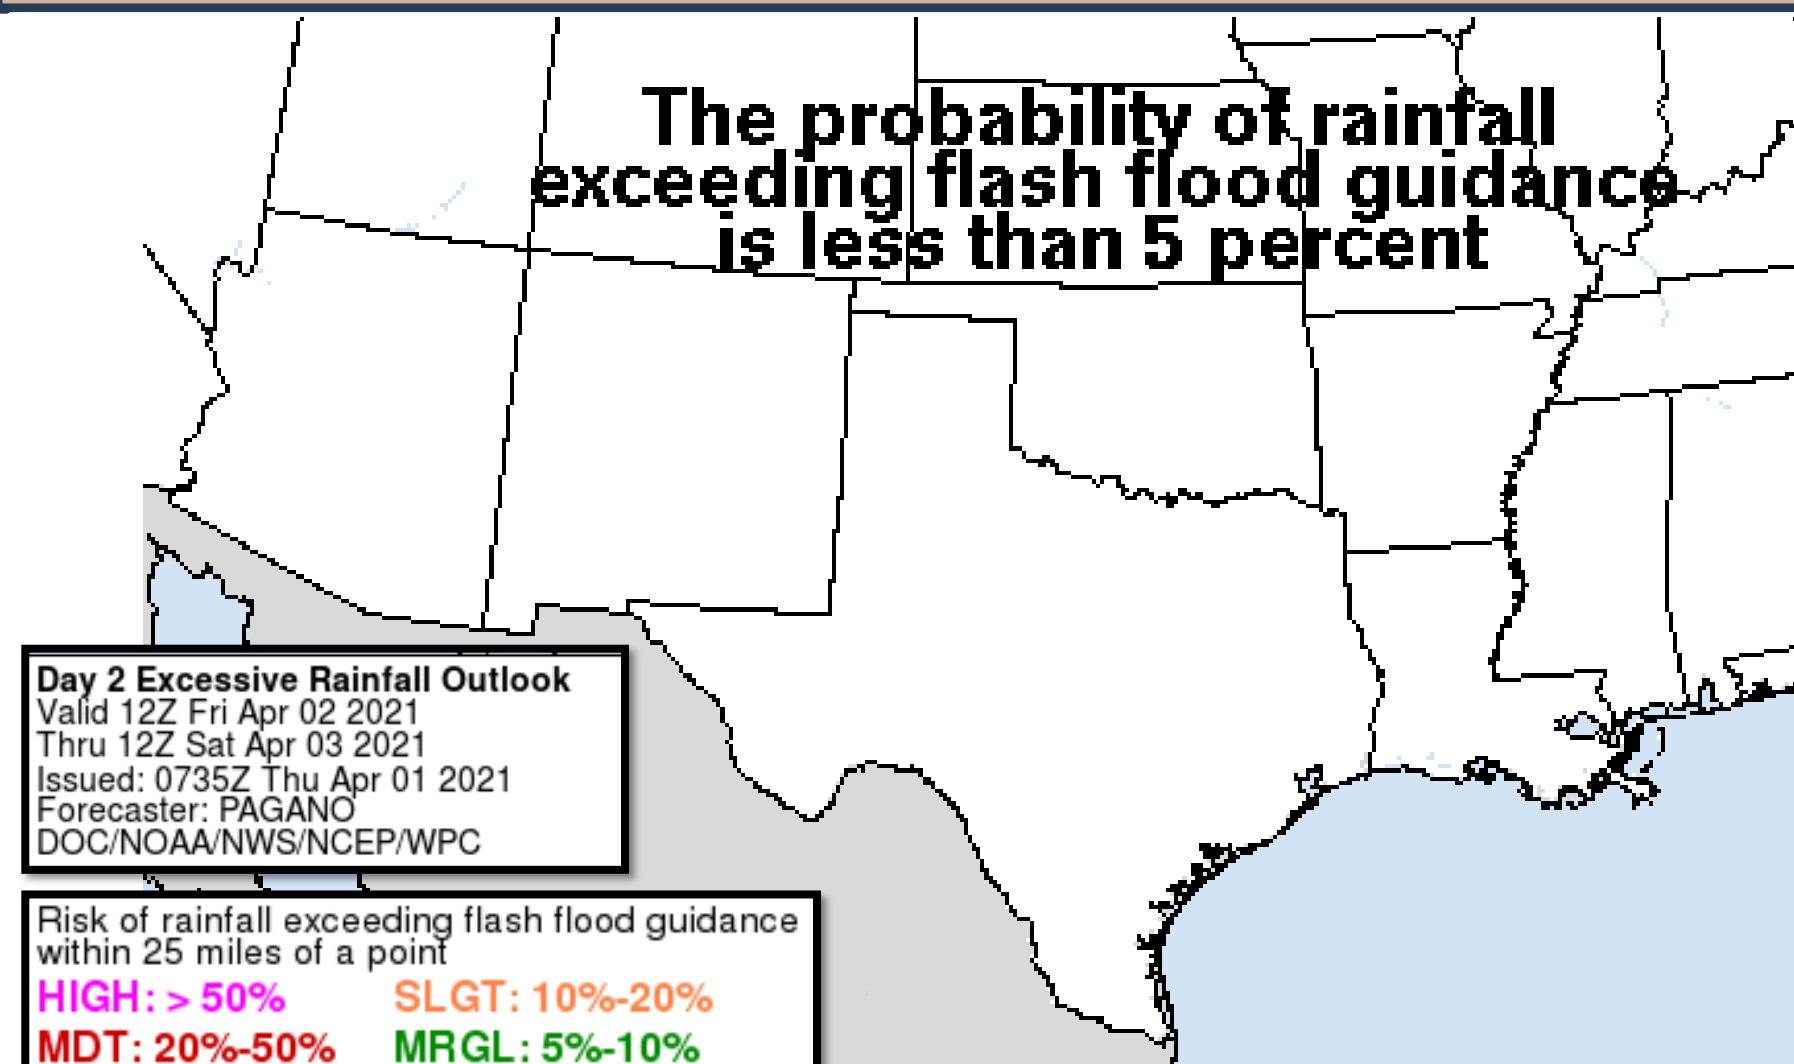 The probability of rainfall
exceeding flash flood guidance
is less than 5 percent
Day 2 Excessive Rainfall Outlook
Valid 12Z Fri Apr 02 2021
Thru 12Z Sat Apr 03 2021
Issued: 0735Z Thu Apr 01 2021
Forecaster: PAGANO
DOC/NOAA/NWS/NCEP/WPC
Risk of rainfall exceeding flash flood guidance
within 25 miles of a point
HIGH: > 50% SLGT: 10%-20%
MDT: 20%-50% MRGL: 5%-10%